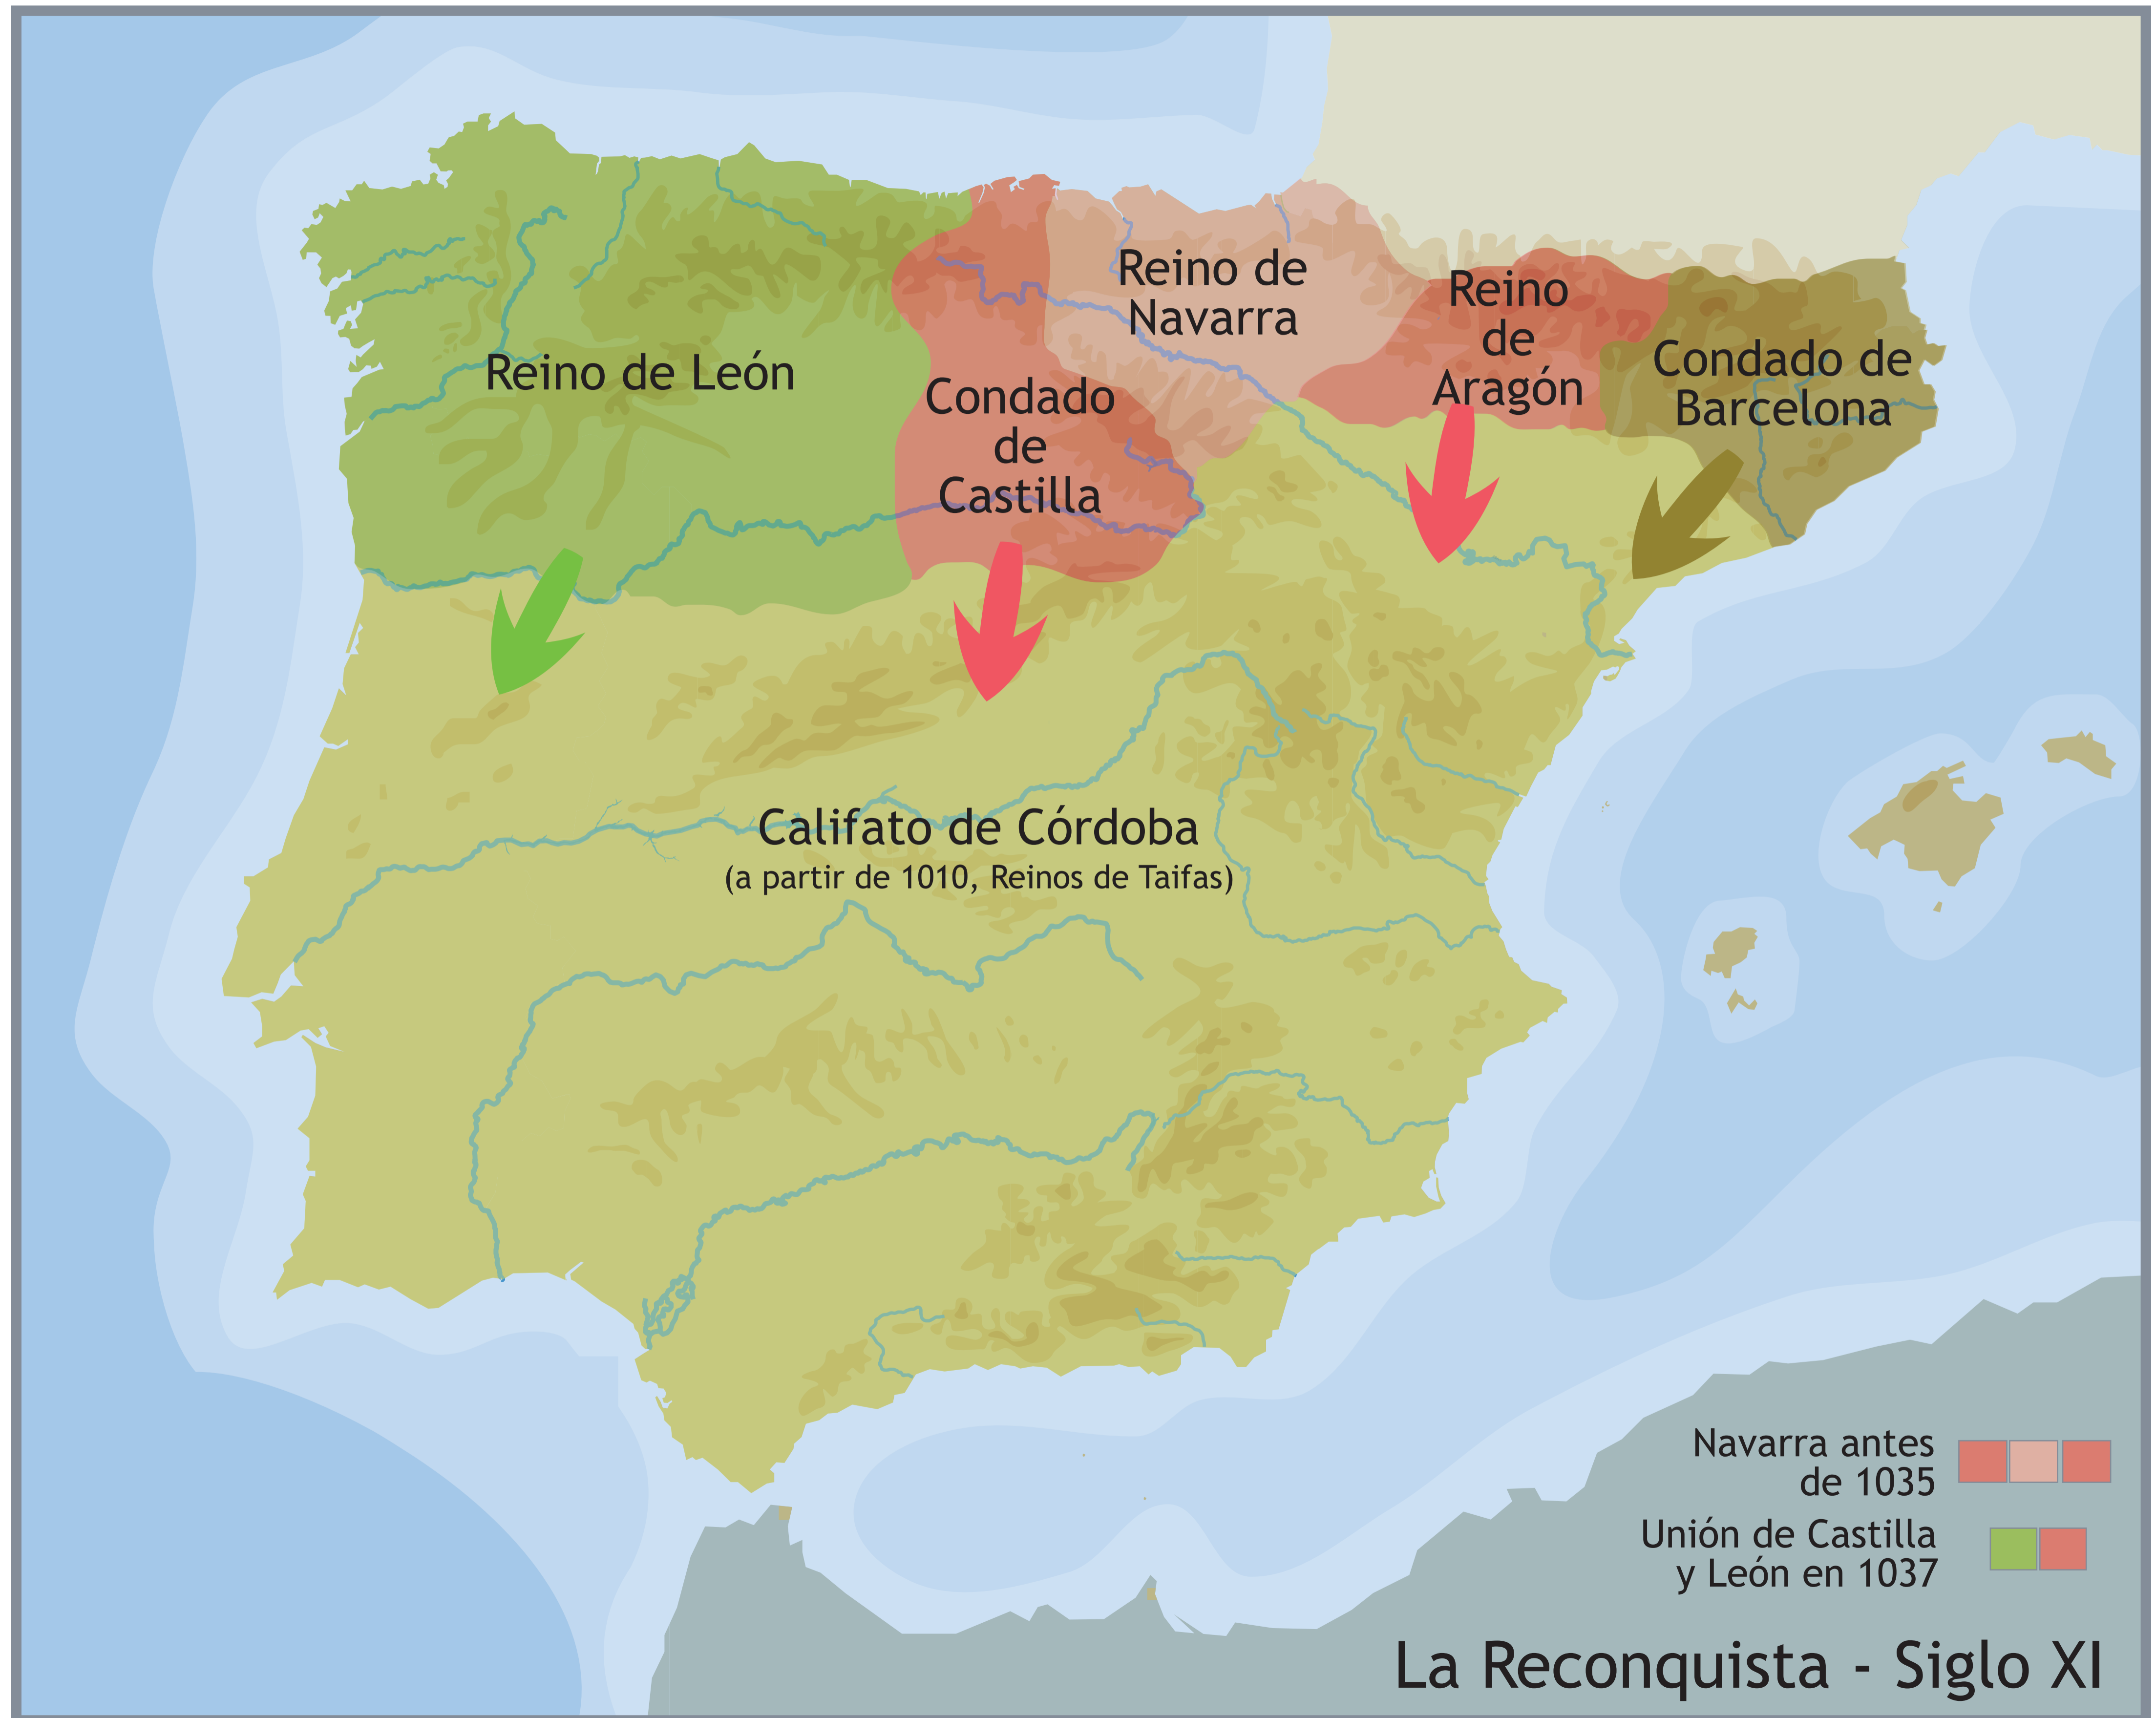 Reino de León
Condado
de
Castilla
Reino de
Navarra
Reino
de
Aragón
Condado de
Barcelona
Califato de Córdoba
(a partir de 1010, Reinos de Taifas)
Navarra antes
de 1035
Unión de Castilla
y León en 1037
La Reconquista - Siglo XI